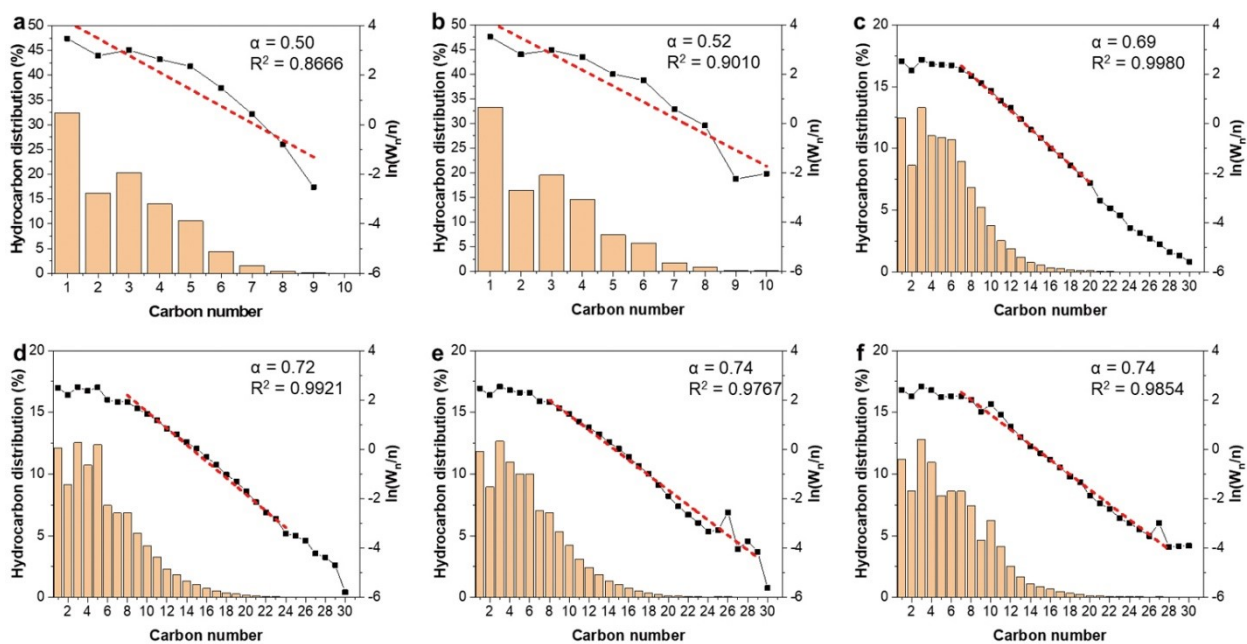 a
α = 0.50
R² = 0.8666
Hydrocarbon distribution (%)
50
45
40
35
30
25
20
15
10
5
0
4
2
0
-2
-4
-6
ln(Wₙ/n)
1 2 3 4 5 6 7 8 9 10
Carbon number
b
α = 0.52
R² = 0.9010
Hydrocarbon distribution (%)
50
45
40
35
30
25
20
15
10
5
0
4
2
0
-2
-4
-6
ln(Wₙ/n)
1 2 3 4 5 6 7 8 9 10
Carbon number
c
α = 0.69
R² = 0.9980
Hydrocarbon distribution (%)
20
15
10
5
0
4
2
0
-2
-4
-6
ln(Wₙ/n)
2 4 6 8 10 12 14 16 18 20 22 24 26 28 30
Carbon number
d
α = 0.72
R² = 0.9921
Hydrocarbon distribution (%)
20
15
10
5
0
4
2
0
-2
-4
-6
ln(Wₙ/n)
2 4 6 8 10 12 14 16 18 20 22 24 26 28 30
Carbon number
e
α = 0.74
R² = 0.9767
Hydrocarbon distribution (%)
20
15
10
5
0
4
2
0
-2
-4
-6
ln(Wₙ/n)
2 4 6 8 10 12 14 16 18 20 22 24 26 28 30
Carbon number
f
α = 0.74
R² = 0.9854
Hydrocarbon distribution (%)
20
15
10
5
0
4
2
0
-2
-4
-6
ln(Wₙ/n)
2 4 6 8 10 12 14 16 18 20 22 24 26 28 30
Carbon number